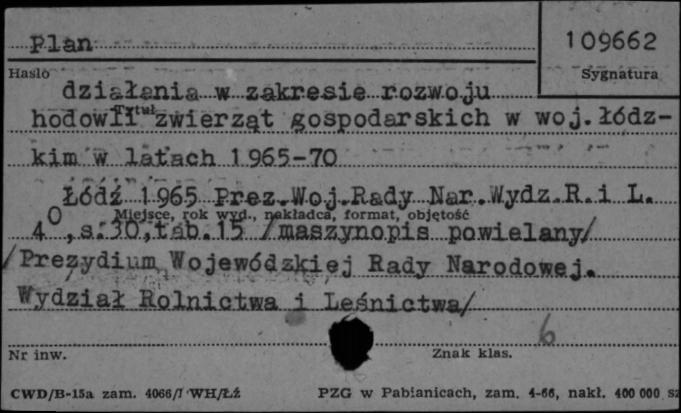 Plan
109662
Hasło
Sygnatura
działania w zakresie rozwoju
Tytuł
hodowli zwierząt gospodarskich w woj. łódz-
kim w latach 1965-70
Łódź 1965 Prez.Woj.Rady Nar.Wydz.R.i L.
Miejsce, rok wyd., nakładca, format, objętość
4⁰, s.30, tab.15 /maszynopis powielany/
/Prezydium Wojewódzkiej Rady Narodowej.
Wydział Rolnictwa i Leśnictwa/
6
Nr inw.
Znak klas.
CWD/B-15a zam. 4066/I WH/Łź
PZG w Pabianicach, zam. 4-66, nakł. 400 000 sz